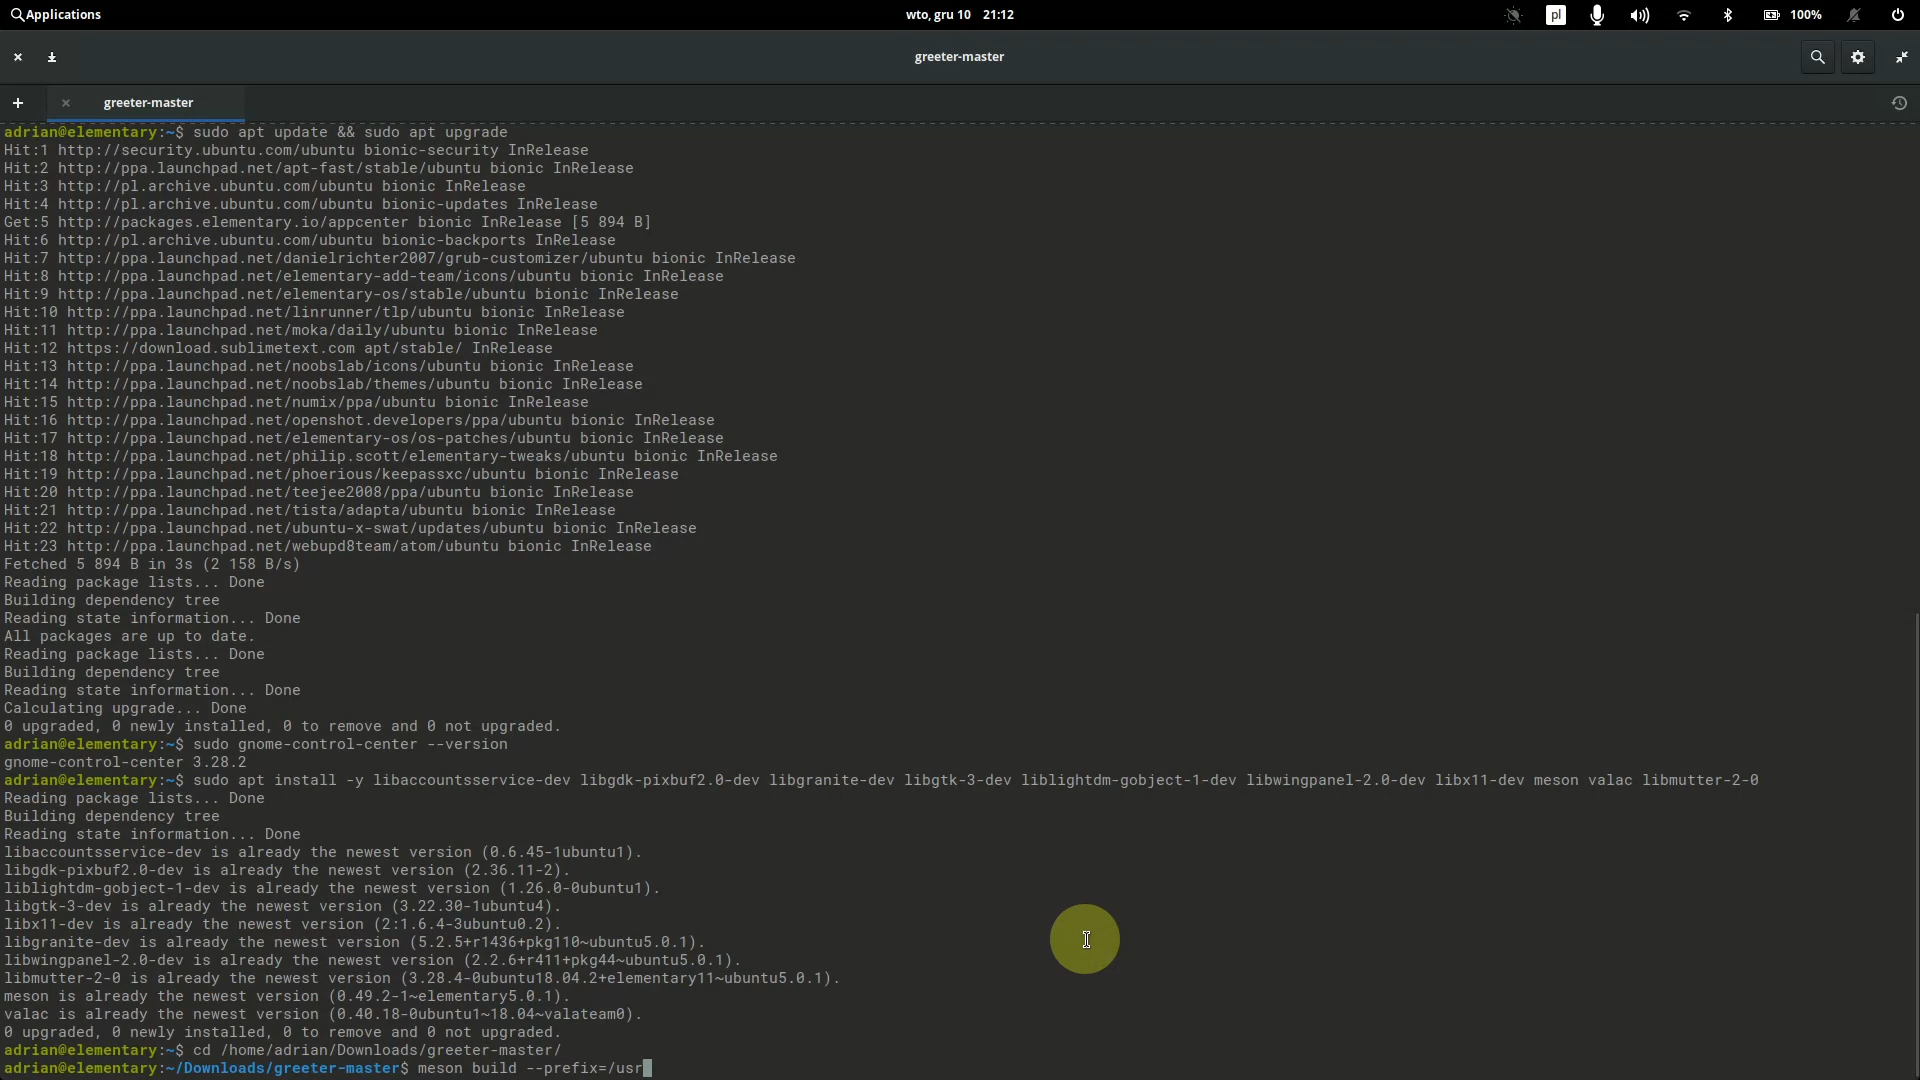 Applications
wto, gru 10 21:12
pl
100%
greeter-master
greeter-master
adrian@elementary:~$ sudo apt update && sudo apt upgrade
Hit:1 http://security.ubuntu.com/ubuntu bionic-security InRelease
Hit:2 http://ppa.launchpad.net/apt-fast/stable/ubuntu bionic InRelease
Hit:3 http://pl.archive.ubuntu.com/ubuntu bionic InRelease
Hit:4 http://pl.archive.ubuntu.com/ubuntu bionic-updates InRelease
Get:5 http://packages.elementary.io/appcenter bionic InRelease [5 894 B]
Hit:6 http://pl.archive.ubuntu.com/ubuntu bionic-backports InRelease
Hit:7 http://ppa.launchpad.net/danielrichter2007/grub-customizer/ubuntu bionic InRelease
Hit:8 http://ppa.launchpad.net/elementary-add-team/icons/ubuntu bionic InRelease
Hit:9 http://ppa.launchpad.net/elementary-os/stable/ubuntu bionic InRelease
Hit:10 http://ppa.launchpad.net/linrunner/tlp/ubuntu bionic InRelease
Hit:11 http://ppa.launchpad.net/moka/daily/ubuntu bionic InRelease
Hit:12 https://download.sublimetext.com apt/stable/ InRelease
Hit:13 http://ppa.launchpad.net/noobslab/icons/ubuntu bionic InRelease
Hit:14 http://ppa.launchpad.net/noobslab/themes/ubuntu bionic InRelease
Hit:15 http://ppa.launchpad.net/numix/ppa/ubuntu bionic InRelease
Hit:16 http://ppa.launchpad.net/openshot.developers/ppa/ubuntu bionic InRelease
Hit:17 http://ppa.launchpad.net/elementary-os/os-patches/ubuntu bionic InRelease
Hit:18 http://ppa.launchpad.net/philip.scott/elementary-tweaks/ubuntu bionic InRelease
Hit:19 http://ppa.launchpad.net/phoerious/keepassxc/ubuntu bionic InRelease
Hit:20 http://ppa.launchpad.net/teejee2008/ppa/ubuntu bionic InRelease
Hit:21 http://ppa.launchpad.net/tista/adapta/ubuntu bionic InRelease
Hit:22 http://ppa.launchpad.net/ubuntu-x-swat/updates/ubuntu bionic InRelease
Hit:23 http://ppa.launchpad.net/webupd8team/atom/ubuntu bionic InRelease
Fetched 5 894 B in 3s (2 158 B/s)
Reading package lists... Done
Building dependency tree
Reading state information... Done
All packages are up to date.
Reading package lists... Done
Building dependency tree
Reading state information... Done
Calculating upgrade... Done
0 upgraded, 0 newly installed, 0 to remove and 0 not upgraded.
adrian@elementary:~$ sudo gnome-control-center --version
gnome-control-center 3.28.2
adrian@elementary:~$ sudo apt install -y libaccountsservice-dev libgdk-pixbuf2.0-dev libgranite-dev libgtk-3-dev liblightdm-gobject-1-dev libwingpanel-2.0-dev libx11-dev meson valac libmutter-2-0
Reading package lists... Done
Building dependency tree
Reading state information... Done
libaccountsservice-dev is already the newest version (0.6.45-1ubuntu1).
libgdk-pixbuf2.0-dev is already the newest version (2.36.11-2).
liblightdm-gobject-1-dev is already the newest version (1.26.0-0ubuntu1).
libgtk-3-dev is already the newest version (3.22.30-1ubuntu4).
libx11-dev is already the newest version (2:1.6.4-3ubuntu0.2).
libgranite-dev is already the newest version (5.2.5+r1436+pkg110~ubuntu5.0.1).
libwingpanel-2.0-dev is already the newest version (2.2.6+r411+pkg44~ubuntu5.0.1).
libmutter-2-0 is already the newest version (3.28.4-0ubuntu18.04.2+elementary11~ubuntu5.0.1).
meson is already the newest version (0.49.2-1~elementary5.0.1).
valac is already the newest version (0.40.18-0ubuntu1~18.04~valateam0).
0 upgraded, 0 newly installed, 0 to remove and 0 not upgraded.
adrian@elementary:~$ cd /home/adrian/Downloads/greeter-master/
adrian@elementary:~/Downloads/greeter-master$ meson build --prefix=/usr